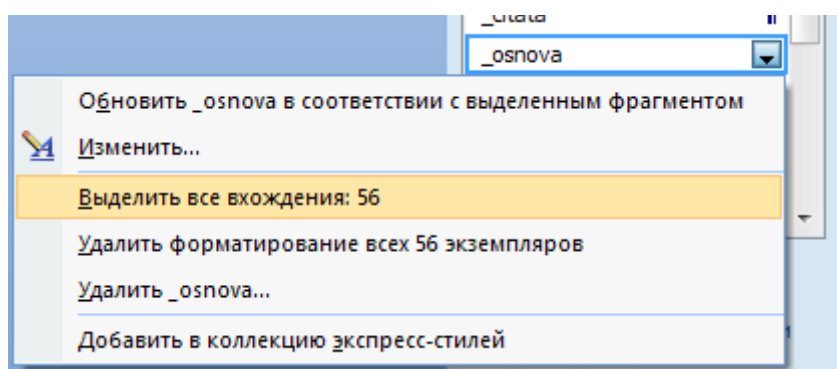 _citata
_osnova
Обновить _osnova в соответствии с выделенным фрагментом
Изменить...
Выделить все вхождения: 56
Удалить форматирование всех 56 экземпляров
Удалить _osnova...
Добавить в коллекцию экспресс-стилей